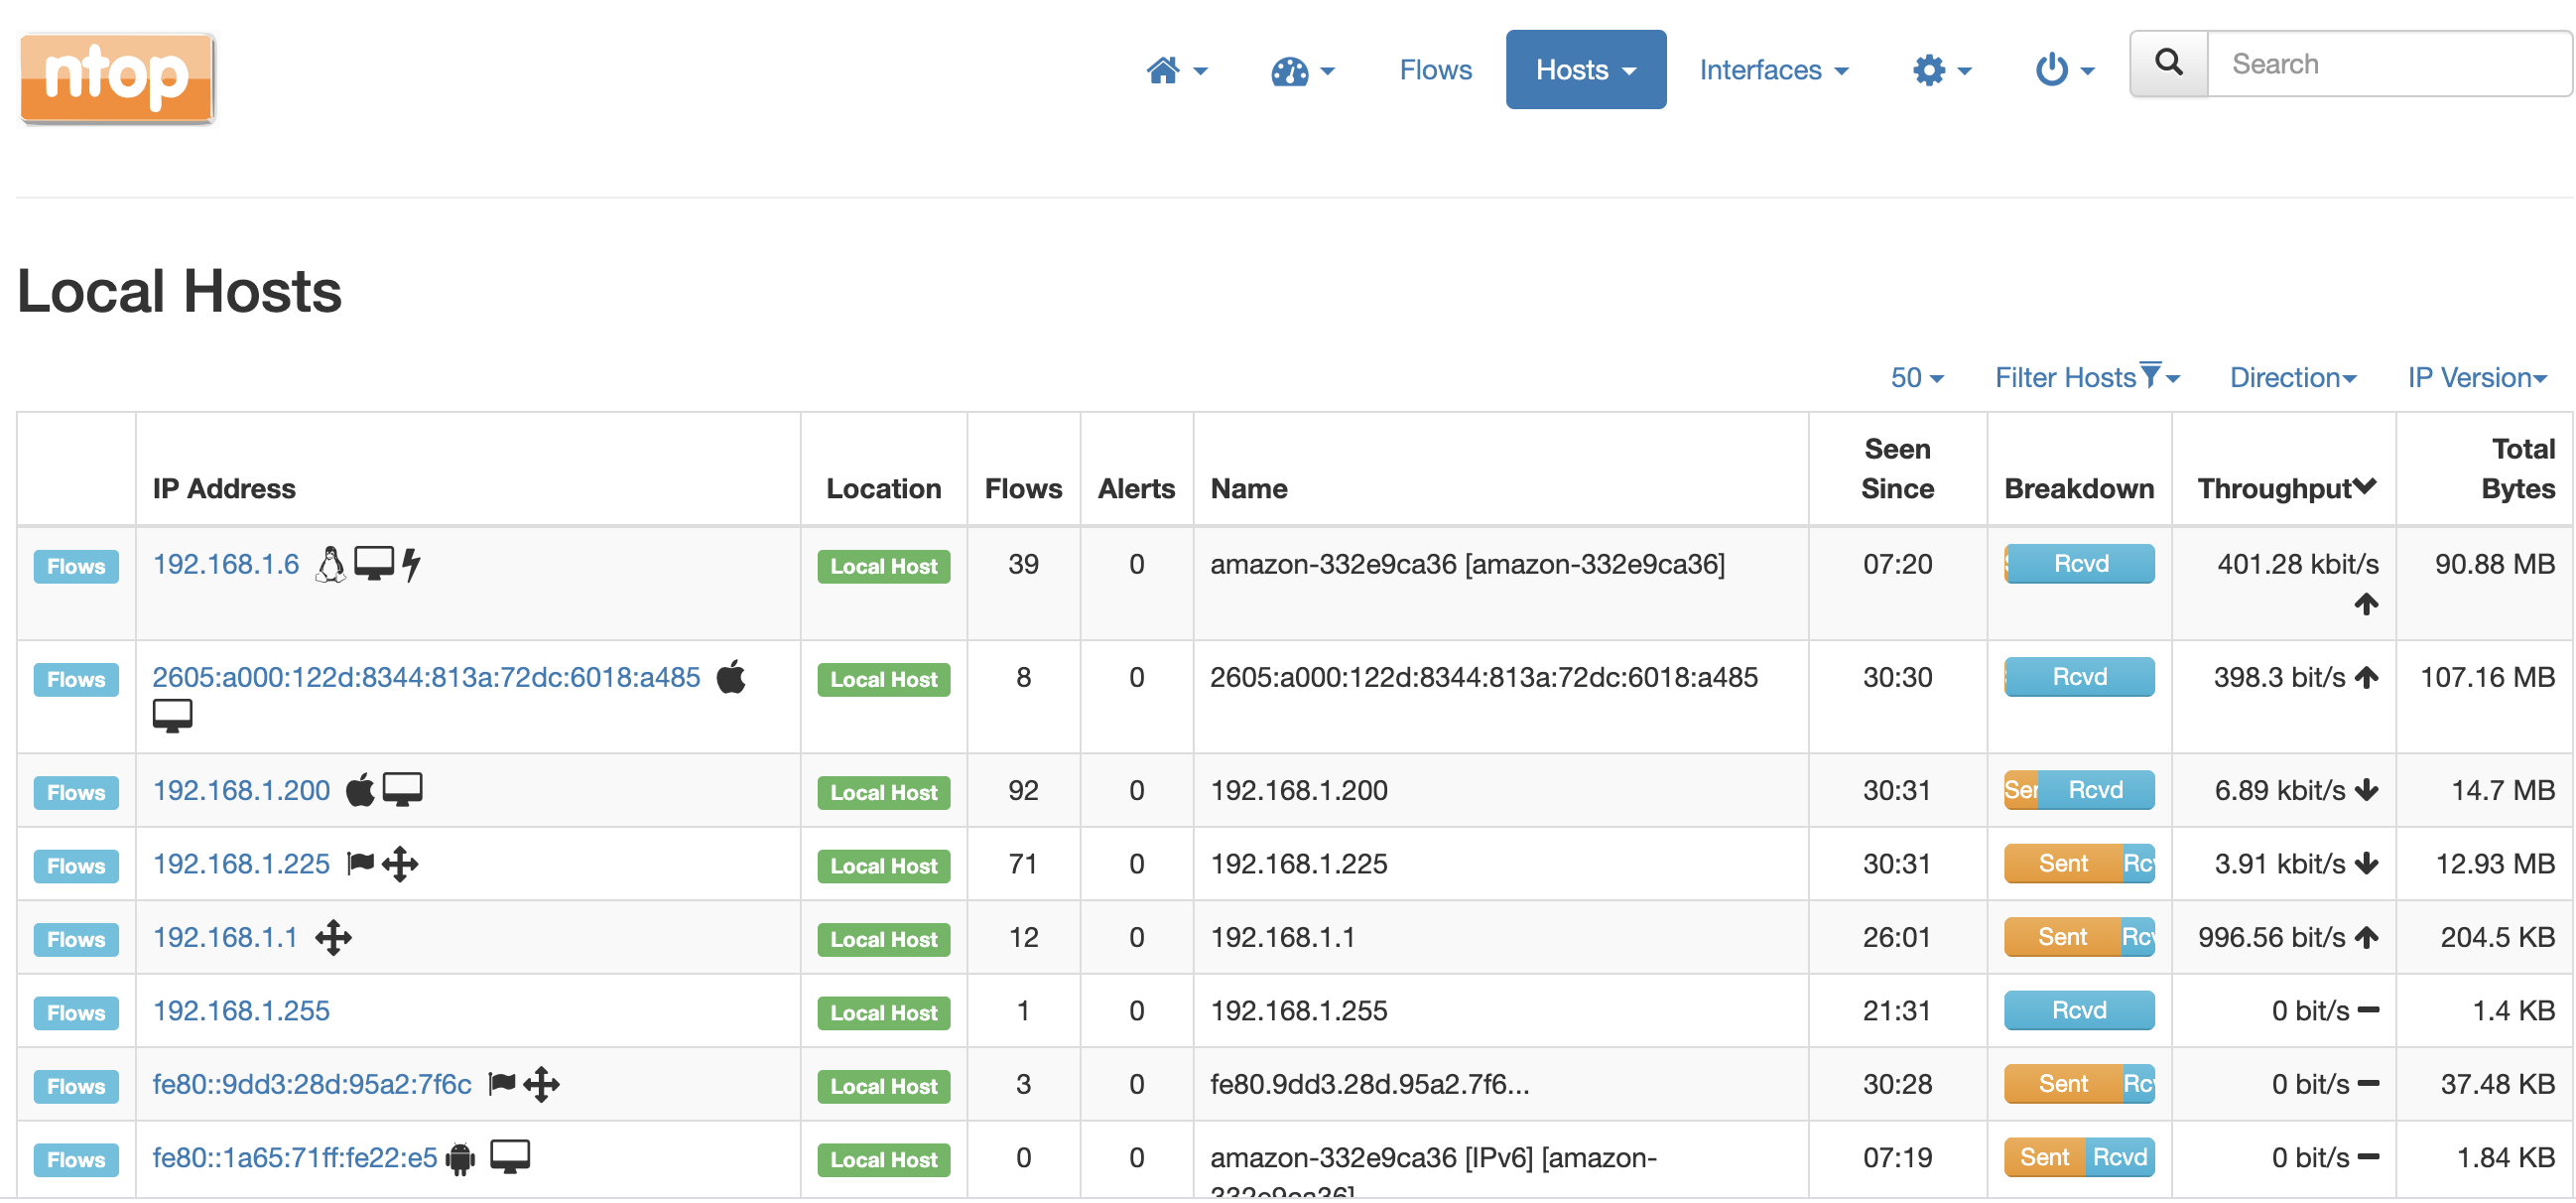 ntop
Flows Hosts Interfaces Search
Local Hosts
50 Filter Hosts Direction IP Version
IP Address Location Flows Alerts Name Seen Since Breakdown Throughput Total Bytes
Flows 192.168.1.6 Local Host 39 0 amazon-332e9ca36 [amazon-332e9ca36] 07:20 Rcvd 401.28 kbit/s 90.88 MB
Flows 2605:a000:122d:8344:813a:72dc:6018:a485 Local Host 8 0 2605:a000:122d:8344:813a:72dc:6018:a485 30:30 Rcvd 398.3 bit/s 107.16 MB
Flows 192.168.1.200 Local Host 92 0 192.168.1.200 30:31 Ser Rcvd 6.89 kbit/s 14.7 MB
Flows 192.168.1.225 Local Host 71 0 192.168.1.225 30:31 Sent Rcv 3.91 kbit/s 12.93 MB
Flows 192.168.1.1 Local Host 12 0 192.168.1.1 26:01 Sent Rcv 996.56 bit/s 204.5 KB
Flows 192.168.1.255 Local Host 1 0 192.168.1.255 21:31 Rcvd 0 bit/s 1.4 KB
Flows fe80::9dd3:28d:95a2:7f6c Local Host 3 0 fe80.9dd3.28d.95a2.7f6... 30:28 Sent Rcv 0 bit/s 37.48 KB
Flows fe80::1a65:71ff:fe22:e5 Local Host 0 0 amazon-332e9ca36 [IPv6] [amazon- 07:19 Sent Rcvd 0 bit/s 1.84 KB
332e9ca36]